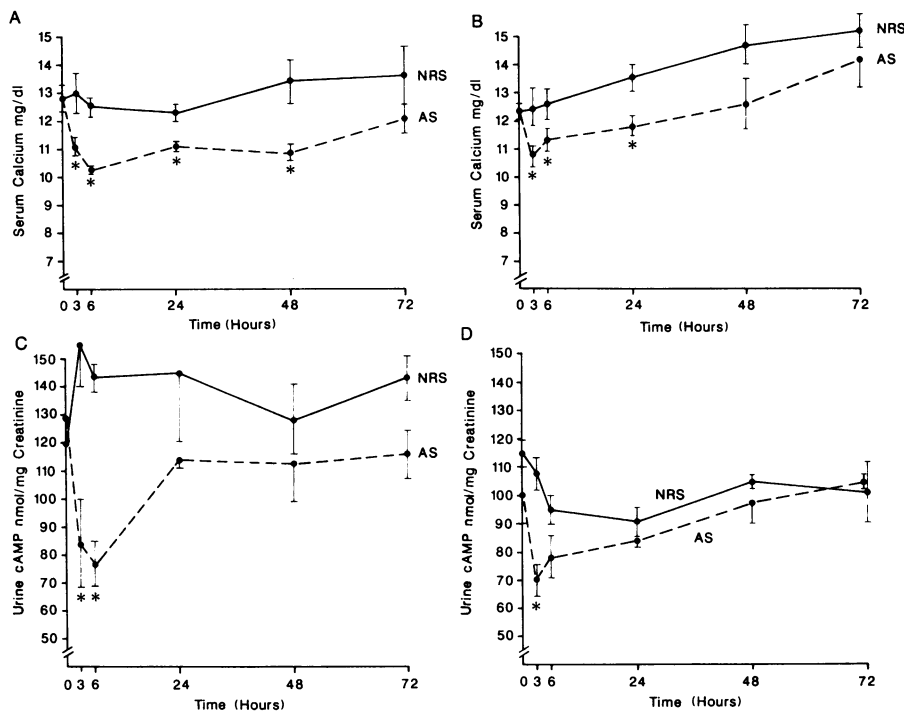 A
Serum Calcium mg/dl
15
14
13
12
11
10
9
8
7
NRS
AS
*
*
*
*
0 3 6 24 48 72
Time (Hours)
B
Serum Calcium mg/dl
15
14
13
12
11
10
9
8
7
NRS
AS
*
*
*
0 3 6 24 48 72
Time (Hours)
C
Urine cAMP nmol/mg Creatinine
150
140
130
120
110
100
90
80
70
60
50
NRS
AS
* *
0 3 6 24 48 72
Time (Hours)
D
Urine cAMP nmol/mg Creatinine
150
140
130
120
110
100
90
80
70
60
50
NRS
AS
*
0 3 6 24 48 72
Time (Hours)